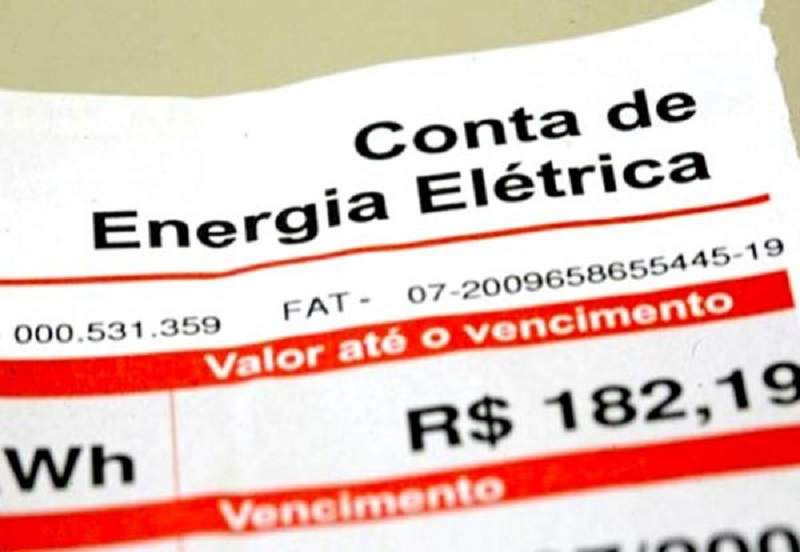 Conta de
Energia Elétrica
000.531.359 FAT - 07-2009658655445-19
Valor até o vencimento
Wh R$ 182,19
Vencimento